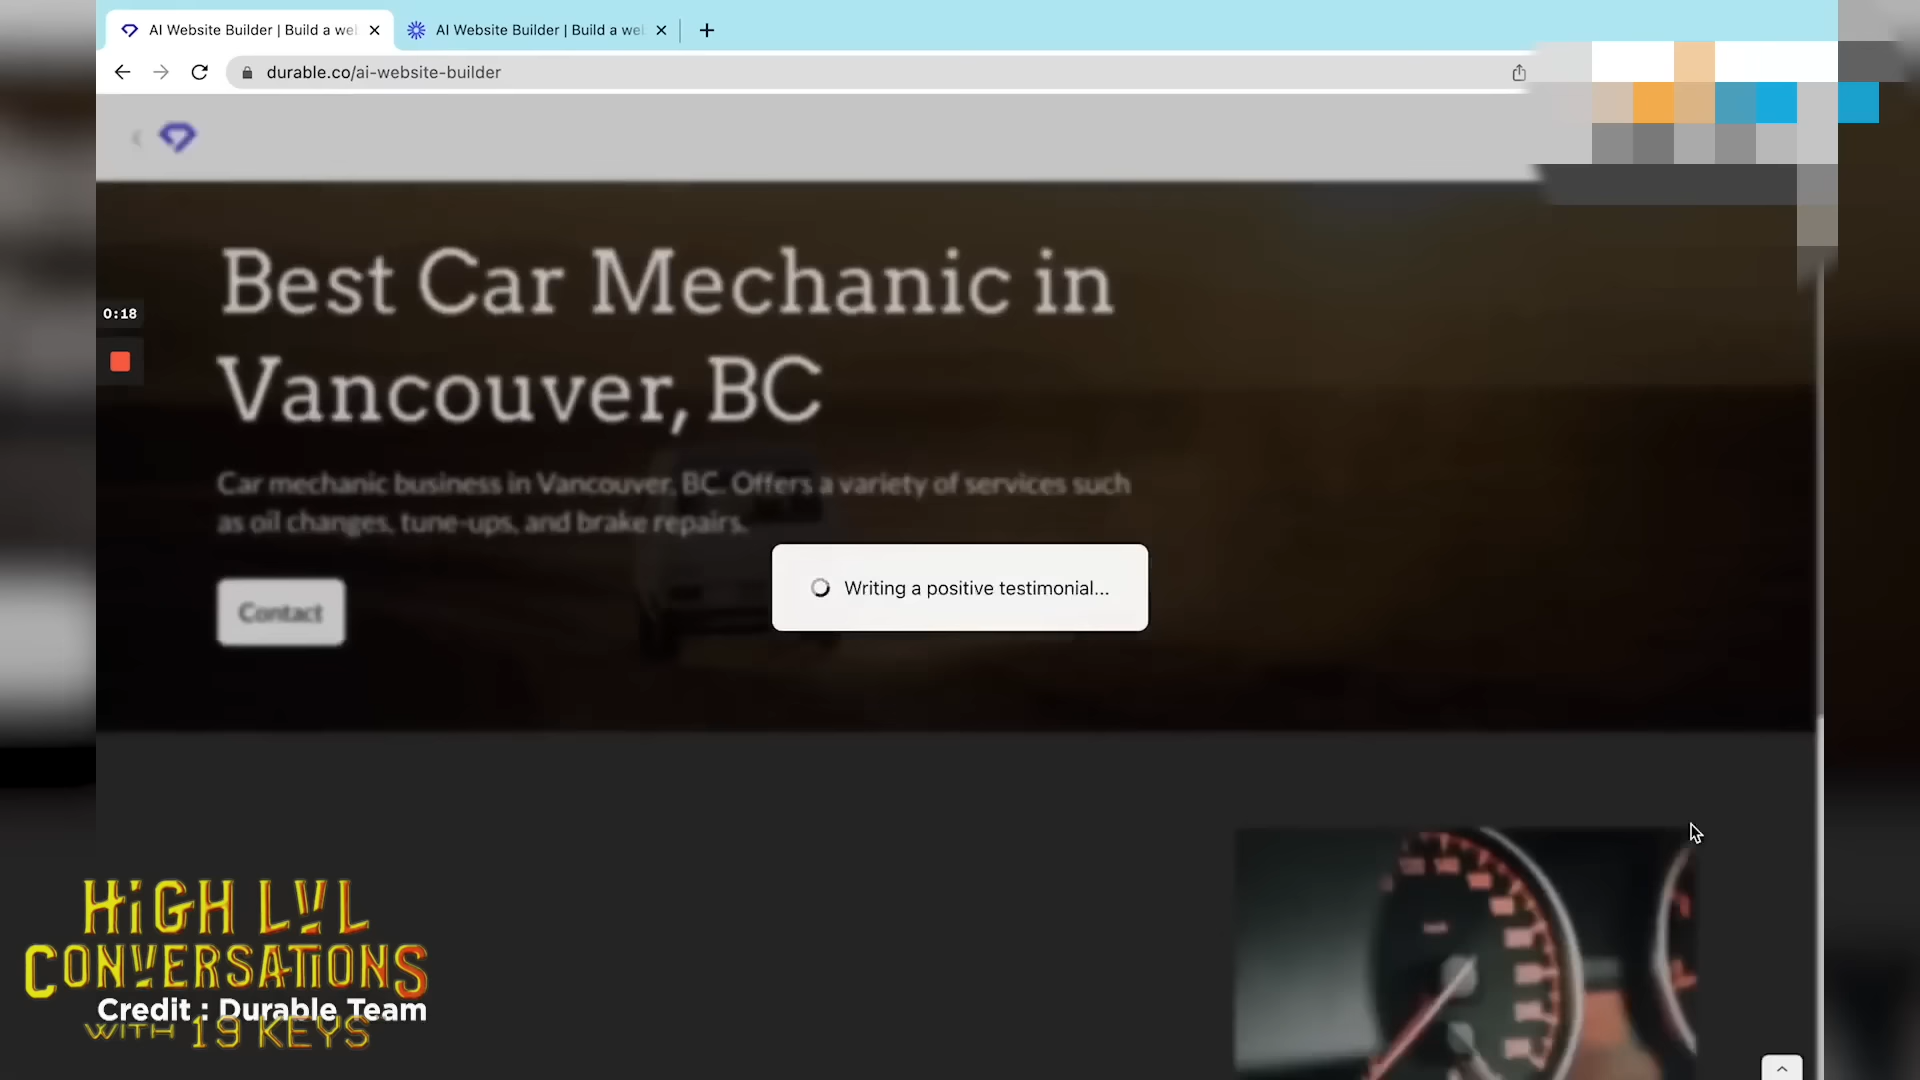 AI Website Builder | Build a we
AI Website Builder | Build a we
durable.co/ai-website-builder
0:18
Best Car Mechanic in
Vancouver, BC
Car mechanic business in Vancouver, BC. Offers a variety of services such
as oil changes, tune-ups, and brake repairs.
Contact
Writing a positive testimonial...
HiGH LVL
CONVERSATIONS
Credit : Durable Team
WITH 19 KEYS